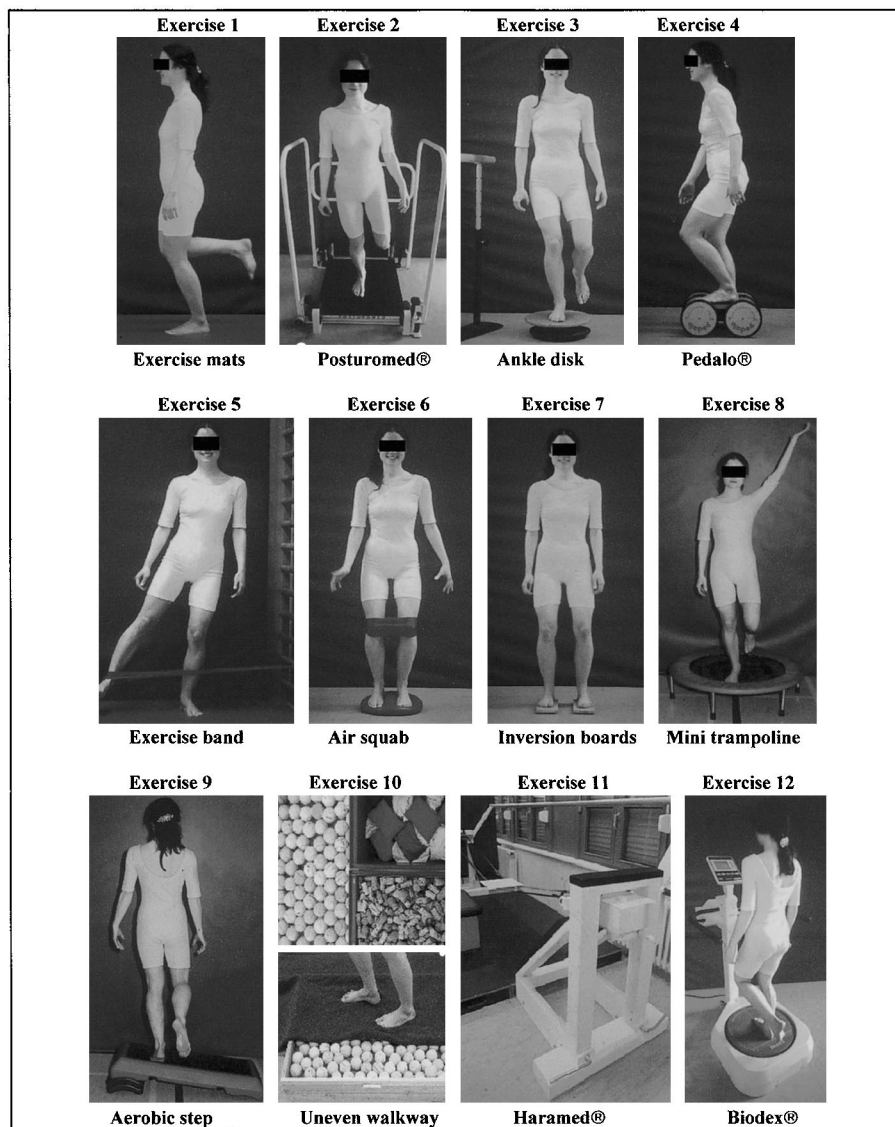 Exercise 1 Exercise 2 Exercise 3 Exercise 4
Exercise mats Posturomed® Ankle disk Pedalo®
Exercise 5 Exercise 6 Exercise 7 Exercise 8
Exercise band Air squab Inversion boards Mini trampoline
Exercise 9 Exercise 10 Exercise 11 Exercise 12
Aerobic step Uneven walkway Haramed® Biodex®